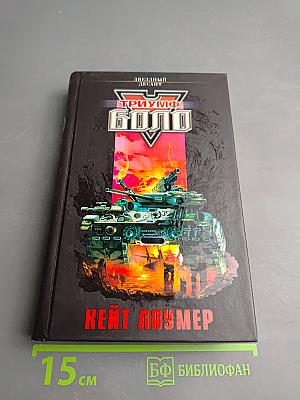 ЗВЕЗДНЫЙ
ДЕСАНТ
ТРИУМФ
БОЛО
КЕЙТ ЛАУМЕР
15 см
БФ БИБЛИОФАН